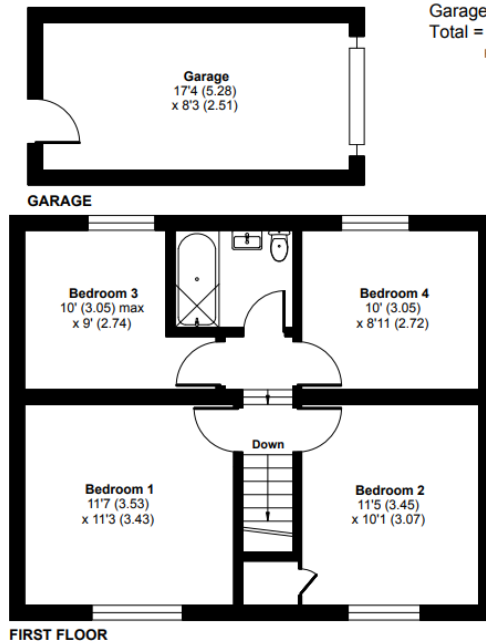 Garage
Total =
Garage
17'4 (5.28)
x 8'3 (2.51)
GARAGE
Bedroom 3
10' (3.05) max
x 9' (2.74)
Bedroom 4
10' (3.05)
x 8'11 (2.72)
Down
Bedroom 1
11'7 (3.53)
x 11'3 (3.43)
Bedroom 2
11'5 (3.45)
x 10'1 (3.07)
FIRST FLOOR